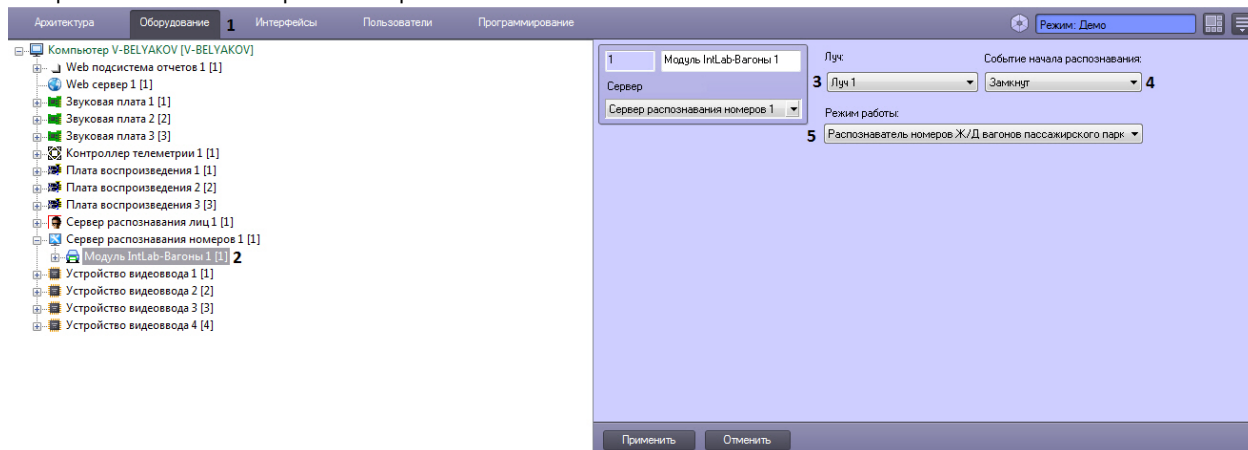 Архитектура Оборудование 1 Интерфейсы Пользователи Программирование Режим: Демо
Компьютер V-BELYAKOV [V-BELYAKOV]
Web подсистема отчетов 1 [1]
Web сервер 1 [1]
Звуковая плата 1 [1]
Звуковая плата 2 [2]
Звуковая плата 3 [3]
Контроллер телеметрии 1 [1]
Плата воспроизведения 1 [1]
Плата воспроизведения 2 [2]
Плата воспроизведения 3 [3]
Сервер распознавания лиц 1 [1]
Сервер распознавания номеров 1 [1]
Модуль IntLab-Вагоны 1 [1] 2
Устройство видеоввода 1 [1]
Устройство видеоввода 2 [2]
Устройство видеоввода 3 [3]
Устройство видеоввода 4 [4]
1 Модуль IntLab-Вагоны 1
Сервер
Сервер распознавания номеров 1
Луч: Событие начала распознавания:
3 Луч 1 Замкнут 4
Режим работы:
5 Распознаватель номеров Ж/Д вагонов пассажирского парк
Применить Отменить